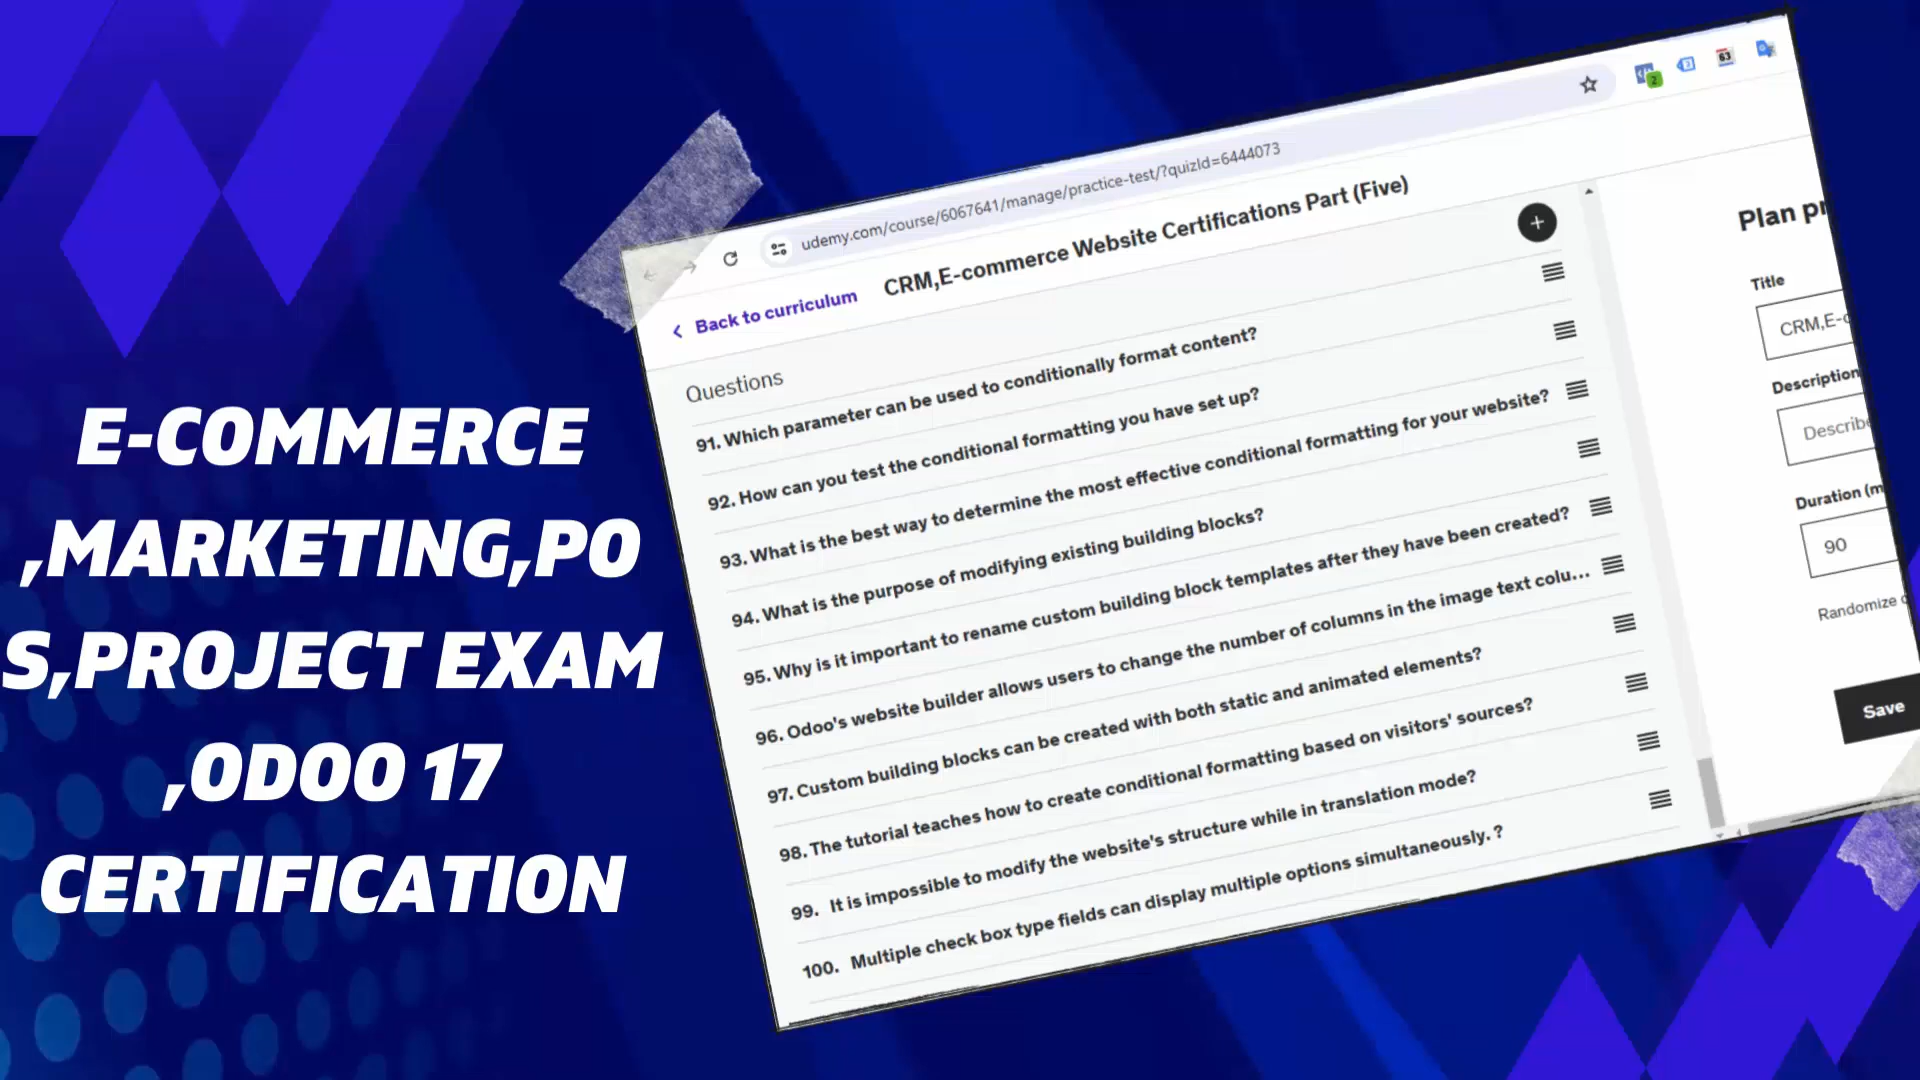 E-COMMERCE
,MARKETING,PO
S,PROJECT EXAM
,ODOO 17
CERTIFICATION
udemy.com/course/6067641/manage/practice-test/?quizId=6444073
2
63
Back to curriculum
CRM,E-commerce Website Certifications Part (Five)
Questions
91. Which parameter can be used to conditionally format content?
92. How can you test the conditional formatting you have set up?
93. What is the best way to determine the most effective conditional formatting for your website?
94. What is the purpose of modifying existing building blocks?
95. Why is it important to rename custom building block templates after they have been created?
96. Odoo's website builder allows users to change the number of columns in the image text colu...
97. Custom building blocks can be created with both static and animated elements?
98. The tutorial teaches how to create conditional formatting based on visitors' sources?
99. It is impossible to modify the website's structure while in translation mode?
100. Multiple check box type fields can display multiple options simultaneously. ?
Plan pr
Title
CRM,E-c
Description
Describe
Duration (m
90
Randomize
Save